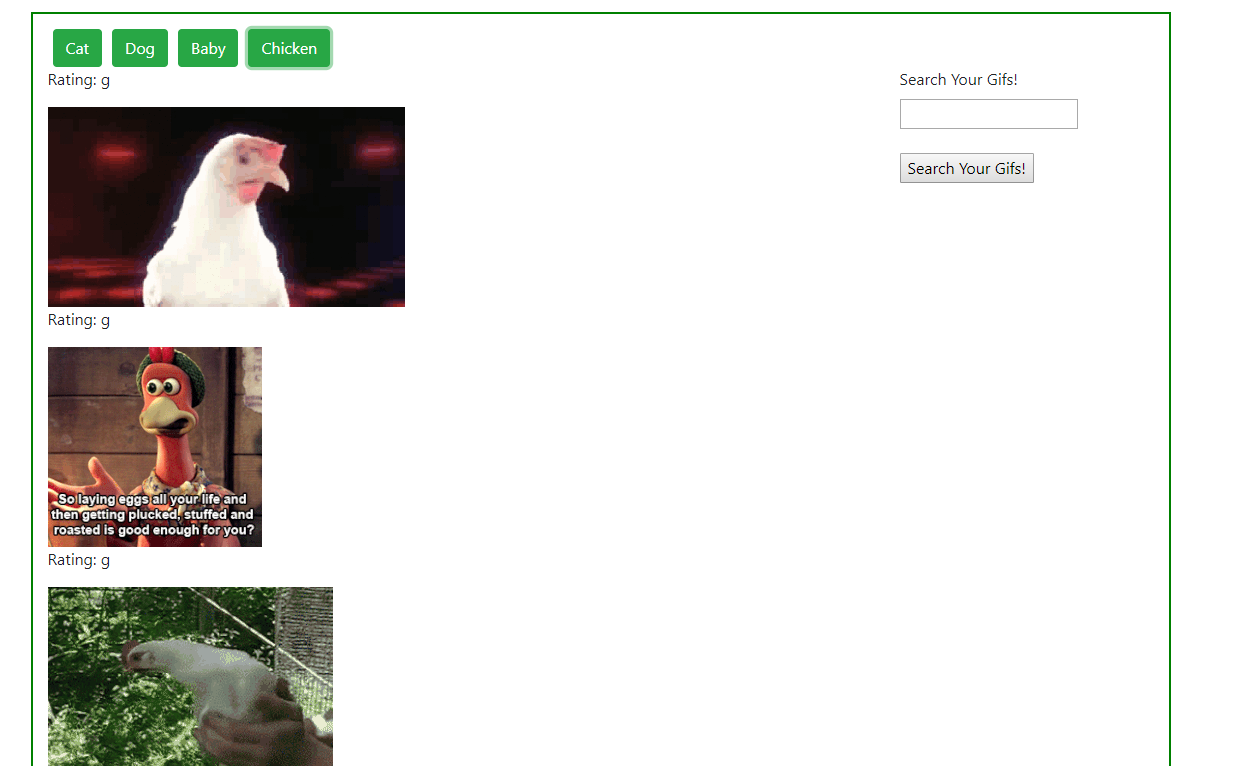 Cat Dog Baby Chicken
Rating: g
Search Your Gifs!
Search Your Gifs!
Rating: g
So laying eggs all your life and
then getting plucked, stuffed and
roasted is good enough for you?
Rating: g